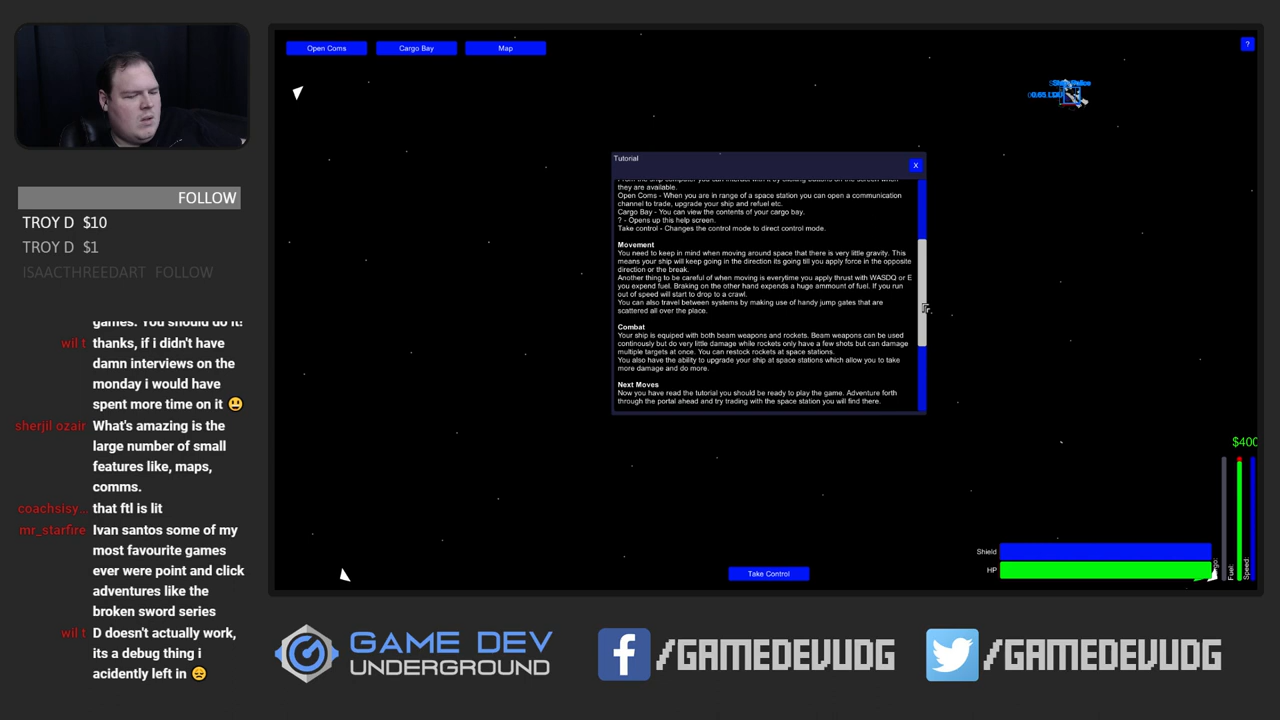 FOLLOW
TROY D $10
TROY D $1
ISAACTHREEDART FOLLOW
games. You should do it!
wil t thanks, if i didn't have
damn interviews on the
monday i would have
spent more time on it 😃
sherjil ozair What's amazing is the
large number of small
features like, maps,
comms.
coachsisy... that ftl is lit
mr_starfire Ivan santos some of my
most favourite games
ever were point and click
adventures like the
broken sword series
wil t D doesn't actually work,
its a debug thing i
acidently left in 😞
Open Coms
Cargo Bay
Map
?
Tutorial
X
they are available.
Open Coms - When you are in range of a space station you can open a communication
channel to trade, upgrade your ship and refuel etc.
Cargo Bay - You can view the contents of your cargo bay.
? - Opens up this help screen.
Take control - Changes the control mode to direct control mode.
Movement
You need to keep in mind when moving around space that there is very little gravity. This
means your ship will keep going in the direction its going till you apply force in the opposite
direction or the break.
Another thing to be careful of when moving is everytime you apply thrust with WASDQ or E
you expend fuel. Braking on the other hand expends a huge ammount of fuel. If you run
out of speed will start to drop to a crawl.
You can also travel between systems by making use of handy jump gates that are
scattered all over the place.
Combat
Your ship is equiped with both beam weapons and rockets. Beam weapons can be used
continously but do very little damage while rockets only have a few shots but can damage
multiple targets at once. You can restock rockets at space stations.
You also have the ability to upgrade your ship at space stations which allow you to take
more damage and do more.
Next Moves
Now you have read the tutorial you should be ready to play the game. Adventure forth
through the portal ahead and try trading with the space station you will find there.
$400
Shield
HP
Fuel:
Speed:
Take Control
GAME DEV
UNDERGROUND
/GAMEDEVUDG
/GAMEDEVUDG